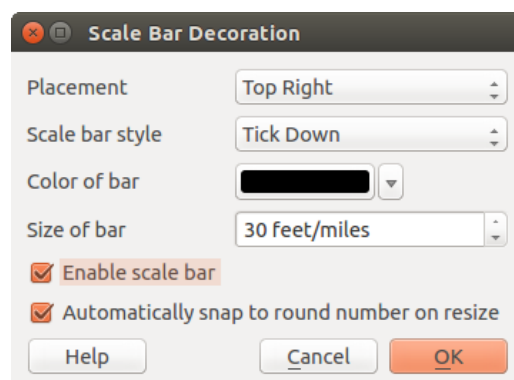 Scale Bar Decoration
Placement Top Right
Scale bar style Tick Down
Color of bar
Size of bar 30 feet/miles
Enable scale bar
Automatically snap to round number on resize
Help Cancel OK